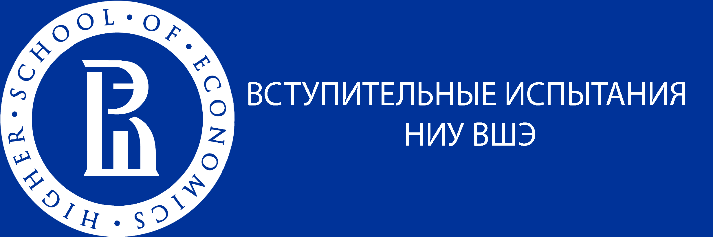 HIGHER · SCHOOL · OF · ECONOMICS ·
ВСТУПИТЕЛЬНЫЕ ИСПЫТАНИЯ
НИУ ВШЭ